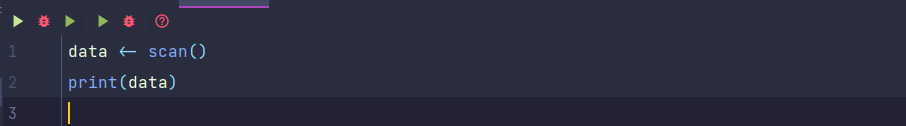 1 data <- scan()
2 print(data)
3